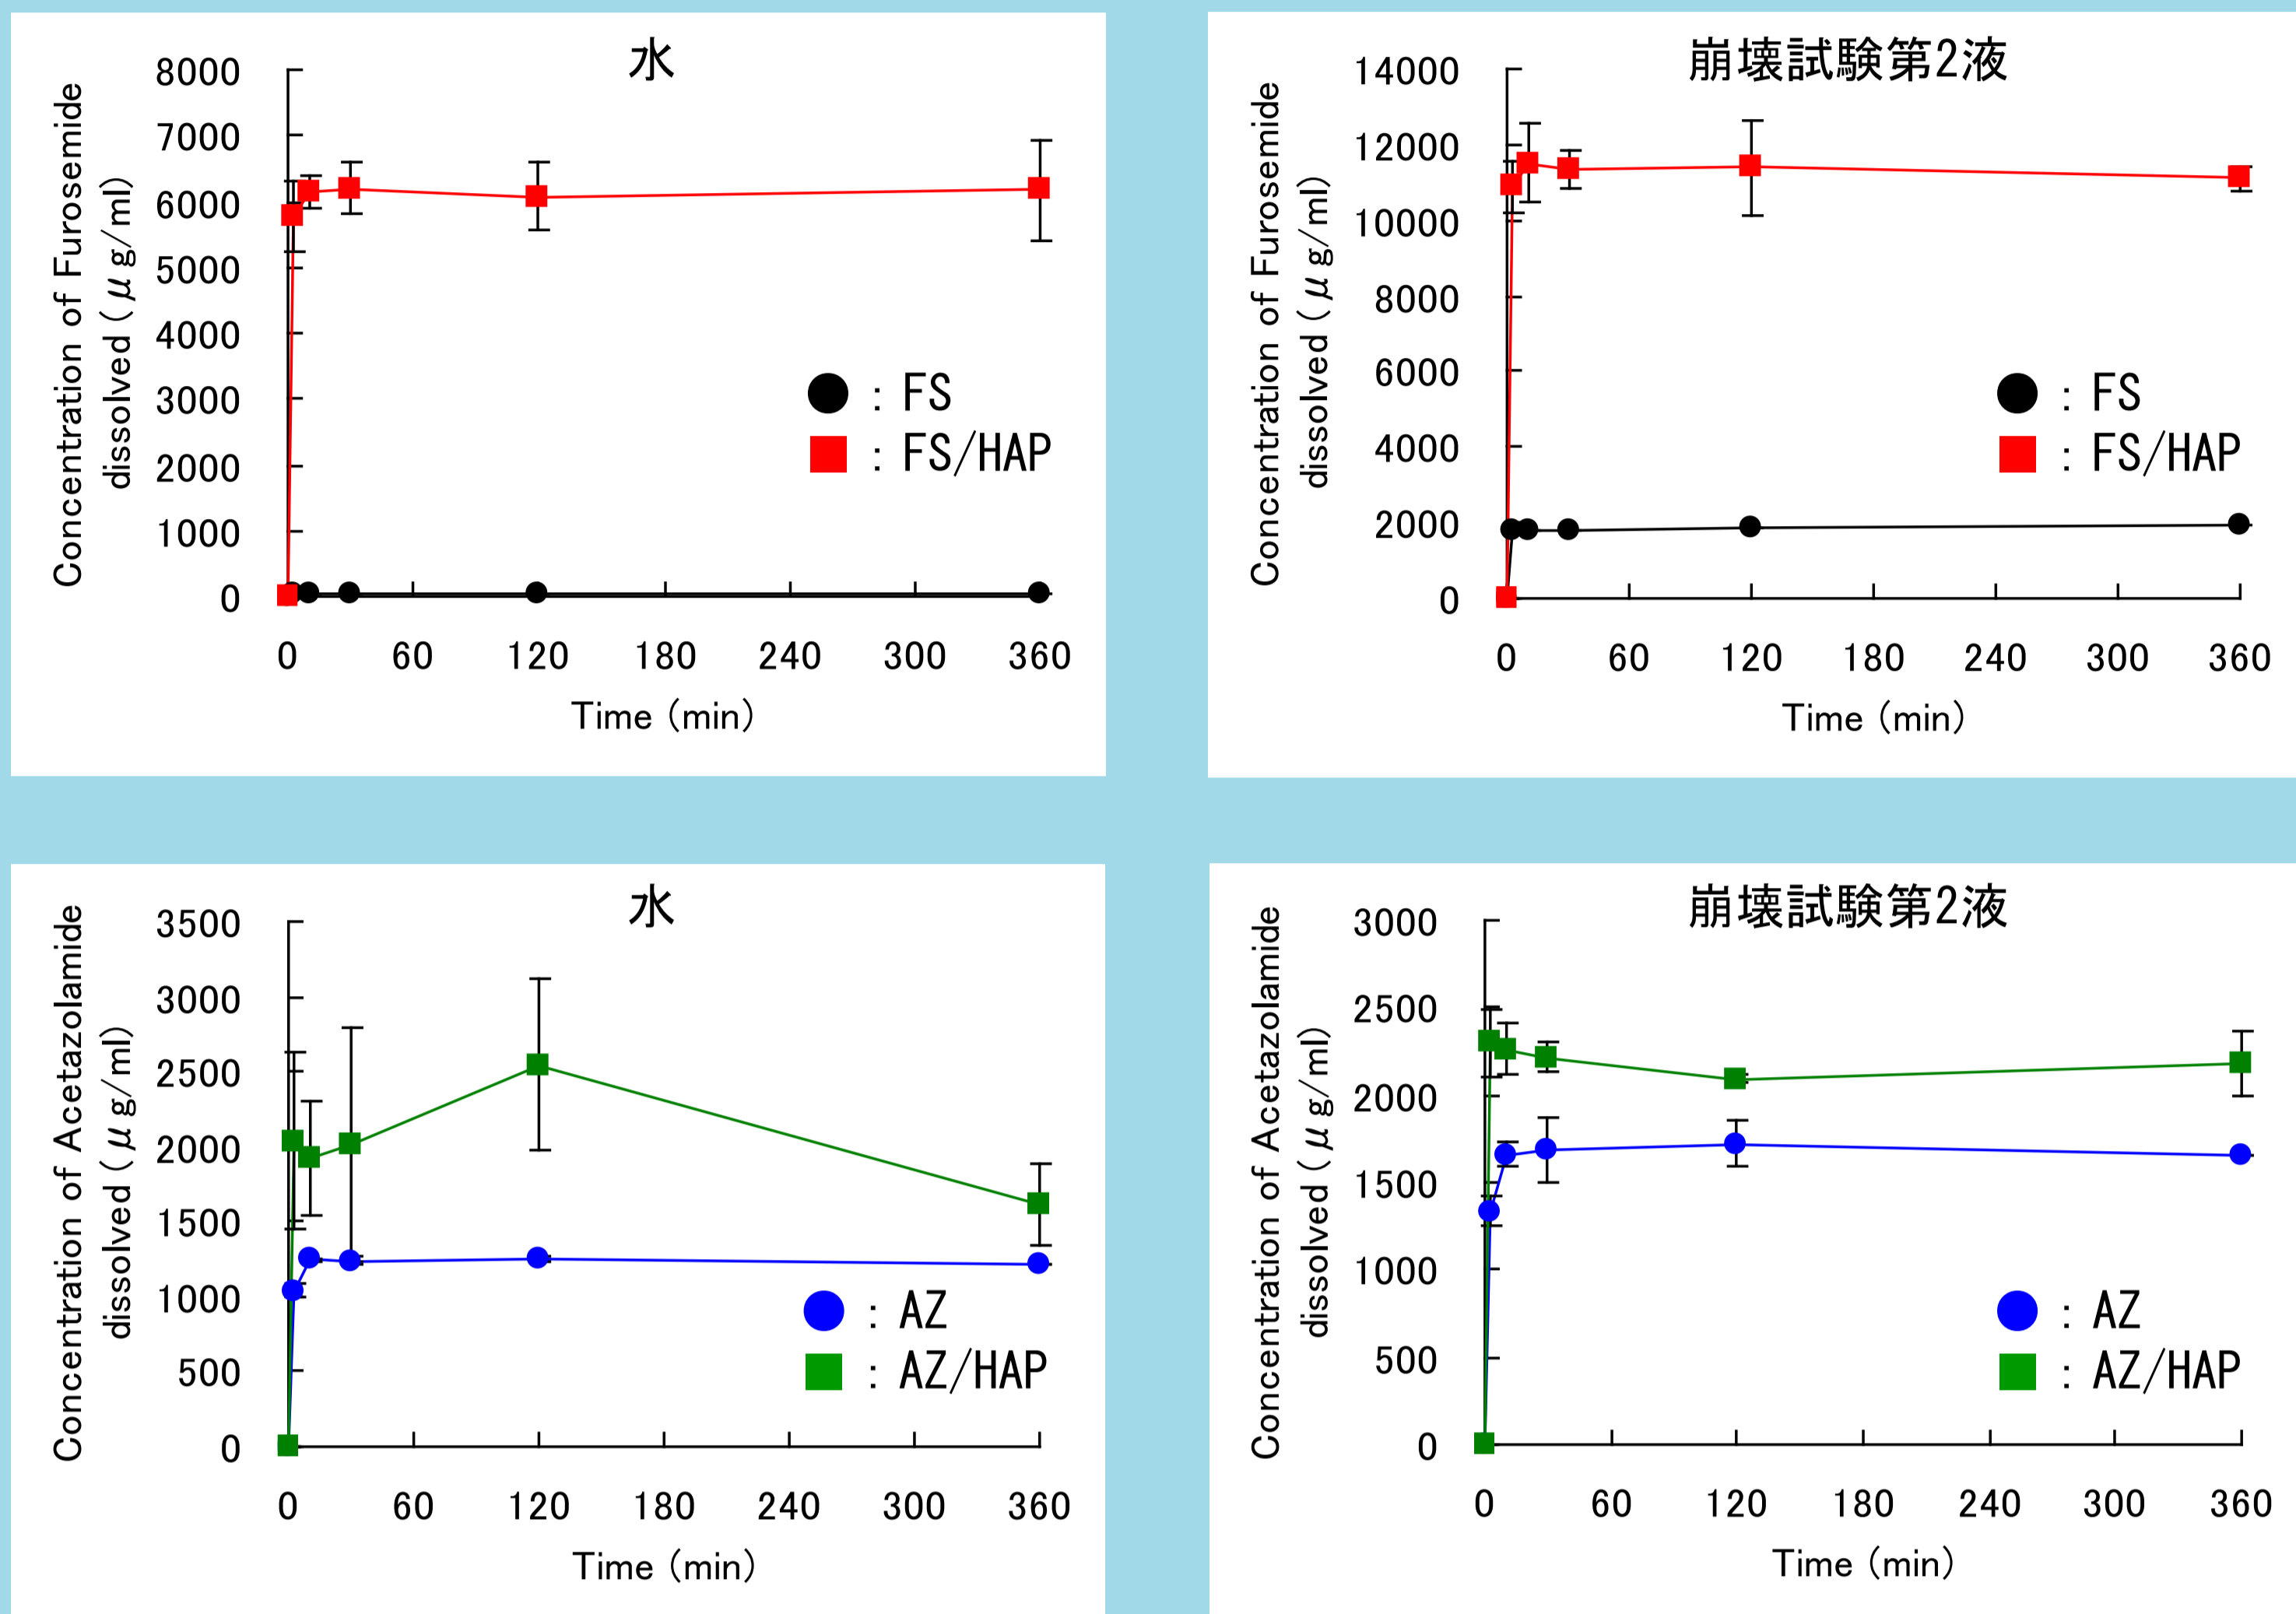 水
Concentration of Furosemide
dissolved (μg/ml)
8000
7000
6000
5000
4000
3000
2000
1000
0
: FS
: FS/HAP
0 60 120 180 240 300 360
Time (min)
崩壊試験第2液
Concentration of Furosemide
dissolved (μg/ml)
14000
12000
10000
8000
6000
4000
2000
0
: FS
: FS/HAP
0 60 120 180 240 300 360
Time (min)
水
Concentration of Acetazolamide
dissolved (μg/ml)
3500
3000
2500
2000
1500
1000
500
0
: AZ
: AZ/HAP
0 60 120 180 240 300 360
Time (min)
崩壊試験第2液
Concentration of Acetazolamide
dissolved (μg/ml)
3000
2500
2000
1500
1000
500
0
: AZ
: AZ/HAP
0 60 120 180 240 300 360
Time (min)